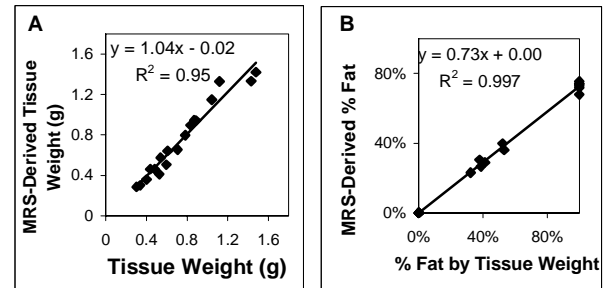 A
y = 1.04x - 0.02
R² = 0.95
MRS-Derived Tissue
Weight (g)
1.6
1.2
0.8
0.4
0
0 0.4 0.8 1.2 1.6
Tissue Weight (g)
B
y = 0.73x + 0.00
R² = 0.997
MRS-Derived % Fat
80%
40%
0%
0% 40% 80%
% Fat by Tissue Weight